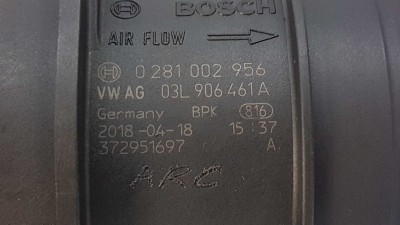 BOSCH
AIR FLOW
0 281 002 956
VW AG 03L 906 461 A
Germany BPK 816
2018-04-18 15:37
372951697 A
ARC